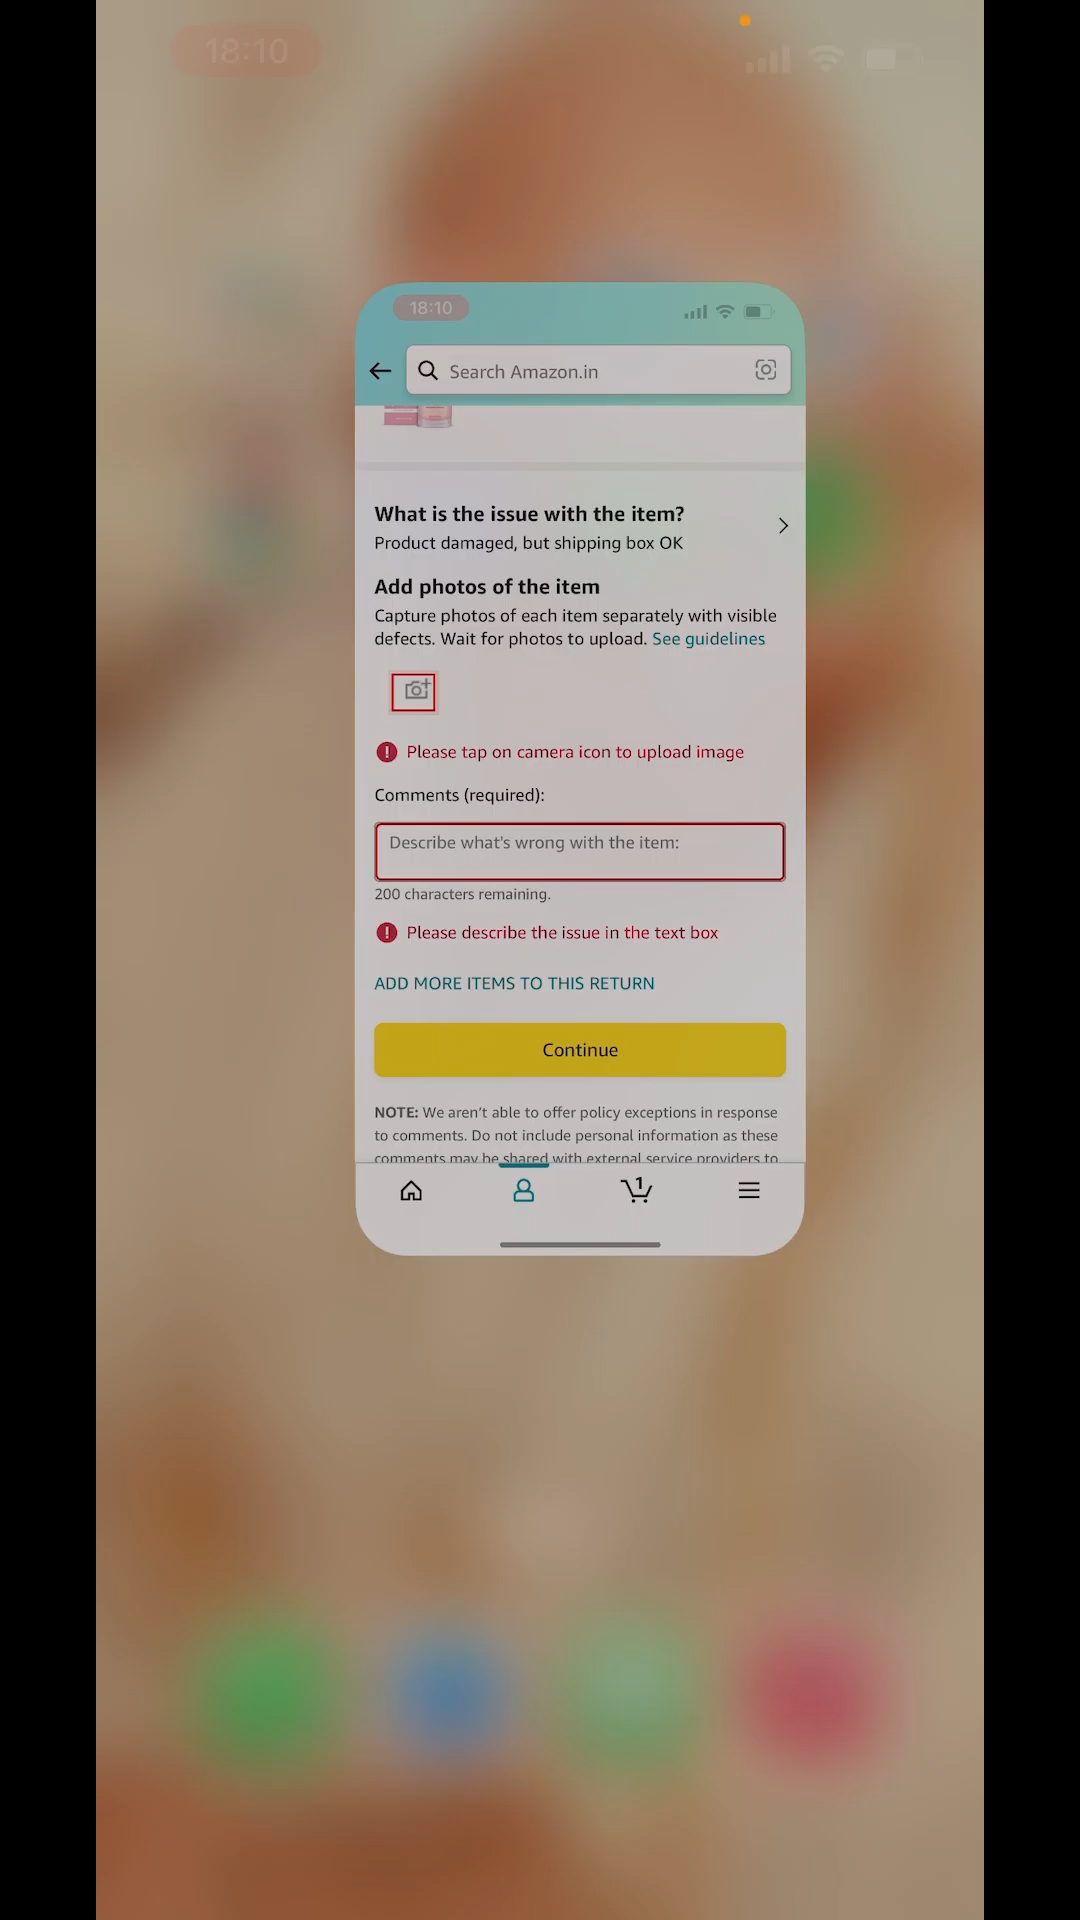 18:10
18:10
Search Amazon.in
What is the issue with the item?
Product damaged, but shipping box OK
Add photos of the item
Capture photos of each item separately with visible
defects. Wait for photos to upload. See guidelines
Please tap on camera icon to upload image
Comments (required):
Describe what's wrong with the item:
200 characters remaining.
Please describe the issue in the text box
ADD MORE ITEMS TO THIS RETURN
Continue
NOTE: We aren't able to offer policy exceptions in response
to comments. Do not include personal information as these
comments may be shared with external service providers to
1